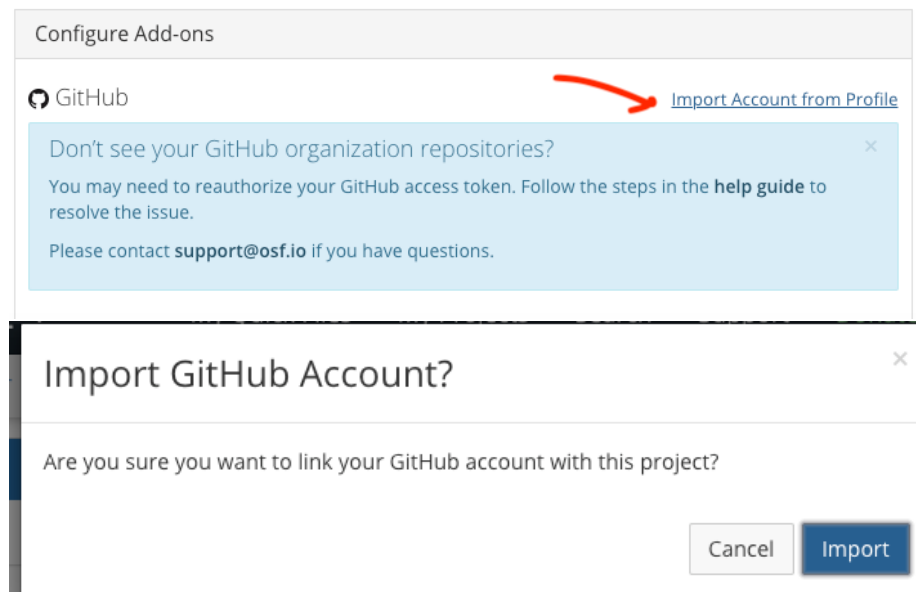 Configure Add-ons
GitHub
Import Account from Profile
Don't see your GitHub organization repositories?
×
You may need to reauthorize your GitHub access token. Follow the steps in the help guide to
resolve the issue.
Please contact support@osf.io if you have questions.
Import GitHub Account?
×
Are you sure you want to link your GitHub account with this project?
Cancel
Import